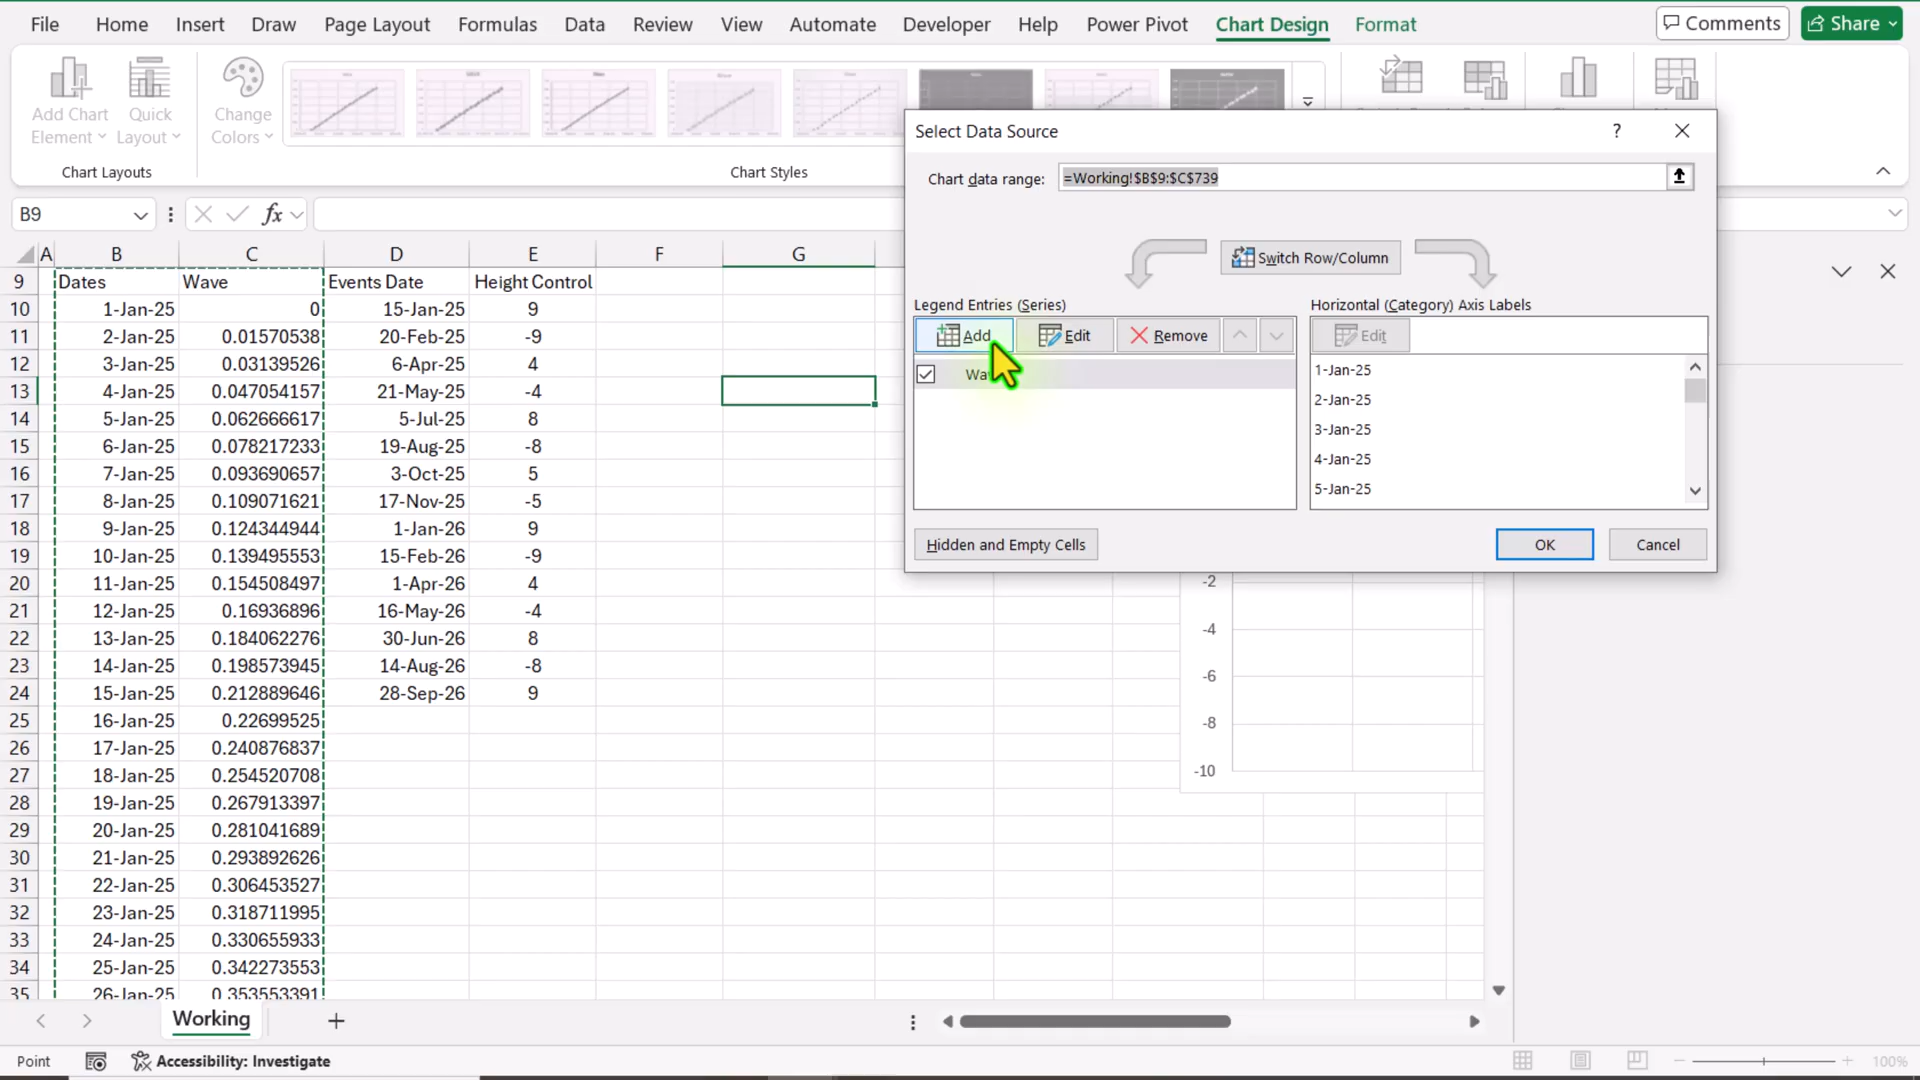 File Home Insert Draw Page Layout Formulas Data Review View Automate Developer Help Power Pivot Chart Design Format Comments Share
Add Chart Element
Quick Layout
Change Colors
Chart Layouts
Chart Styles
B9
fx
A B C D E F G
9 Dates Wave Events Date Height Control
10 1-Jan-25 0 15-Jan-25 9
11 2-Jan-25 0.01570538 20-Feb-25 -9
12 3-Jan-25 0.03139526 6-Apr-25 4
13 4-Jan-25 0.047054157 21-May-25 -4
14 5-Jan-25 0.062666617 5-Jul-25 8
15 6-Jan-25 0.078217233 19-Aug-25 -8
16 7-Jan-25 0.093690657 3-Oct-25 5
17 8-Jan-25 0.109071621 17-Nov-25 -5
18 9-Jan-25 0.124344944 1-Jan-26 9
19 10-Jan-25 0.139495553 15-Feb-26 -9
20 11-Jan-25 0.154508497 1-Apr-26 4
21 12-Jan-25 0.16936896 16-May-26 -4
22 13-Jan-25 0.184062276 30-Jun-26 8
23 14-Jan-25 0.198573945 14-Aug-26 -8
24 15-Jan-25 0.212889646 28-Sep-26 9
25 16-Jan-25 0.22699525
26 17-Jan-25 0.240876837
27 18-Jan-25 0.254520708
28 19-Jan-25 0.267913397
29 20-Jan-25 0.281041689
30 21-Jan-25 0.293892626
31 22-Jan-25 0.306453527
32 23-Jan-25 0.318711995
33 24-Jan-25 0.330655933
34 25-Jan-25 0.342273553
35 26-Jan-25 0.353553391
Select Data Source ?
Chart data range: =Working!$B$9:$C$739
Switch Row/Column
Legend Entries (Series)
Add Edit Remove
Horizontal (Category) Axis Labels
Edit
1-Jan-25
2-Jan-25
3-Jan-25
4-Jan-25
5-Jan-25
Hidden and Empty Cells
OK Cancel
-2
-4
-6
-8
-10
Working
Point
Accessibility: Investigate
100%